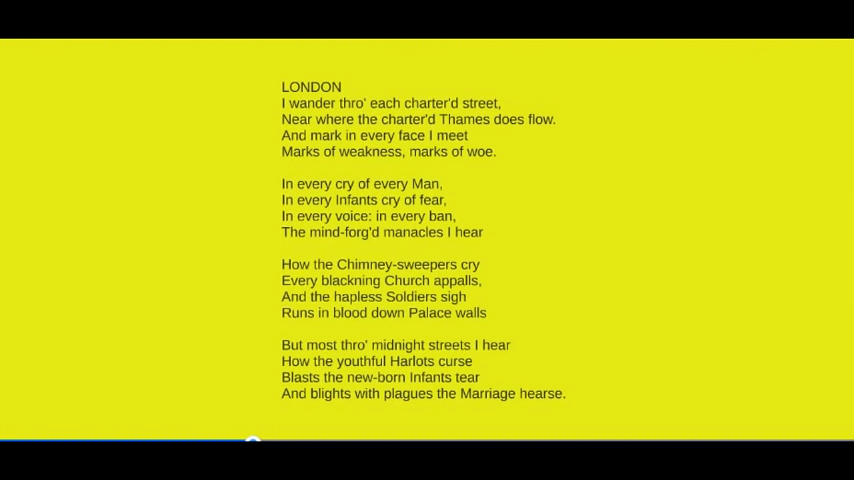 LONDON
I wander thro' each charter'd street,
Near where the charter'd Thames does flow.
And mark in every face I meet
Marks of weakness, marks of woe.

In every cry of every Man,
In every Infants cry of fear,
In every voice: in every ban,
The mind-forg'd manacles I hear

How the Chimney-sweepers cry
Every blackning Church appalls,
And the hapless Soldiers sigh
Runs in blood down Palace walls

But most thro' midnight streets I hear
How the youthful Harlots curse
Blasts the new-born Infants tear
And blights with plagues the Marriage hearse.